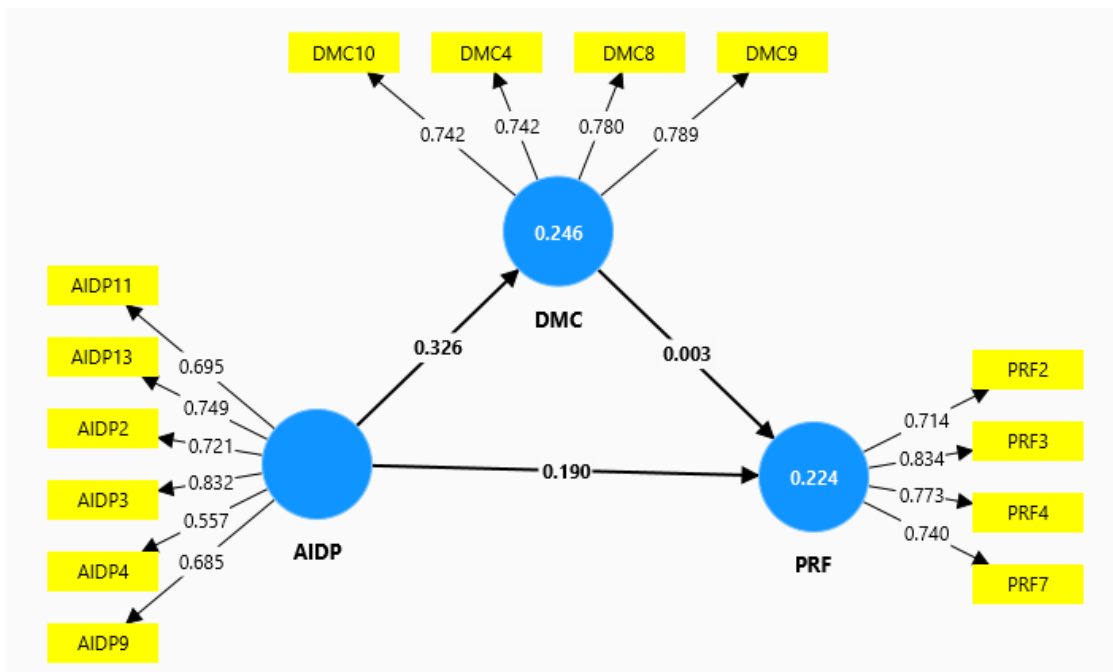 DMC10
DMC4
DMC8
DMC9
0.742
0.742
0.780
0.789
0.246
DMC
AIDP11
AIDP13
AIDP2
AIDP3
AIDP4
AIDP9
0.695
0.749
0.721
0.832
0.557
0.685
AIDP
0.326
0.003
0.190
0.224
PRF
0.714
0.834
0.773
0.740
PRF2
PRF3
PRF4
PRF7